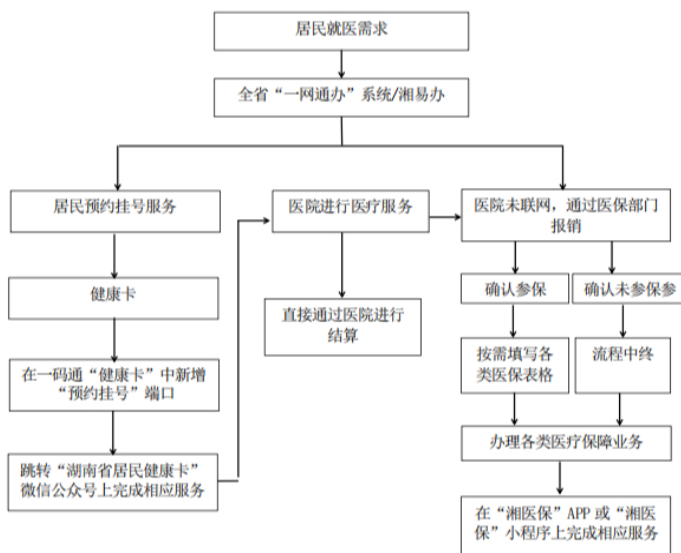 居民就医需求
全省“一网通办”系统/湘易办
居民预约挂号服务
医院进行医疗服务
医院未联网，通过医保部门
报销
健康卡
直接通过医院进行
结算
确认参保
确认未参保参
在一码通“健康卡”中新增
“预约挂号”端口
按需填写各
类医保表格
流程中终
跳转“湖南省居民健康卡”
微信公众号上完成相应服务
办理各类医疗保障业务
在“湘医保”APP 或“湘医
保”小程序上完成相应服务